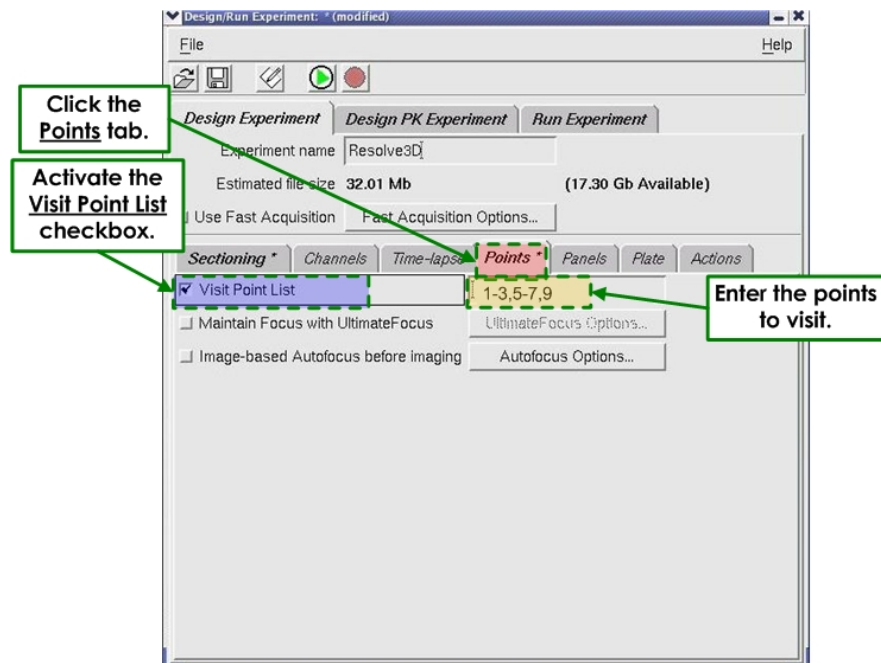 Design/Run Experiment: * (modified)
File Help
Click the
Points tab.
Design Experiment Design PK Experiment Run Experiment
Experiment name Resolve3D
Activate the
Visit Point List
checkbox.
Estimated file size 32.01 Mb (17.30 Gb Available)
Use Fast Acquisition Fast Acquisition Options...
Sectioning * Channels Time-lapse Points * Panels Plate Actions
Visit Point List 1-3,5-7,9
Enter the points
to visit.
Maintain Focus with UltimateFocus UltimateFocus Options...
Image-based Autofocus before imaging Autofocus Options...